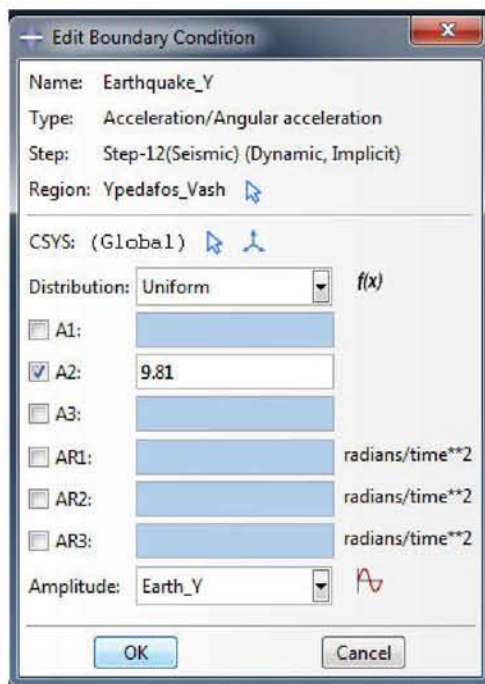 Edit Boundary Condition
Name: Earthquake_Y
Type: Acceleration/Angular acceleration
Step: Step-12(Seismic) (Dynamic, Implicit)
Region: Ypedafos_Vash
CSYS: (Global)
Distribution: Uniform f(x)
A1:
A2: 9.81
A3:
AR1: radians/time**2
AR2: radians/time**2
AR3: radians/time**2
Amplitude: Earth_Y
OK Cancel